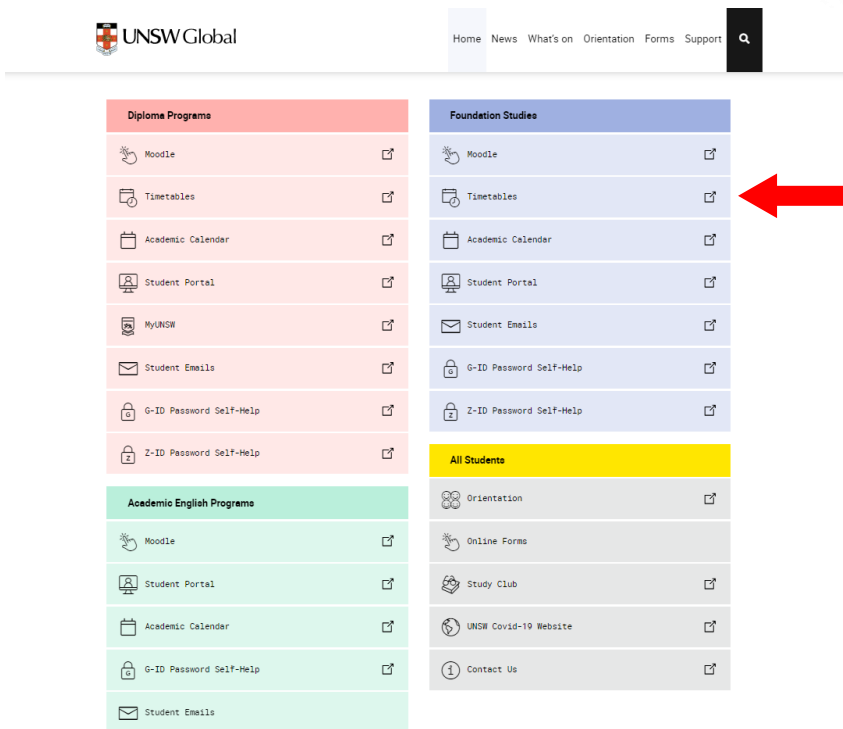 UNSW Global
Home News What's on Orientation Forms Support
Diploma Programs
Moodle
Timetables
Academic Calendar
Student Portal
MyUNSW
Student Emails
G-ID Password Self-Help
Z-ID Password Self-Help
Academic English Programs
Moodle
Student Portal
Academic Calendar
G-ID Password Self-Help
Student Emails
Foundation Studies
Moodle
Timetables
Academic Calendar
Student Portal
Student Emails
G-ID Password Self-Help
Z-ID Password Self-Help
All Students
Orientation
Online Forms
Study Club
UNSW Covid-19 Website
Contact Us